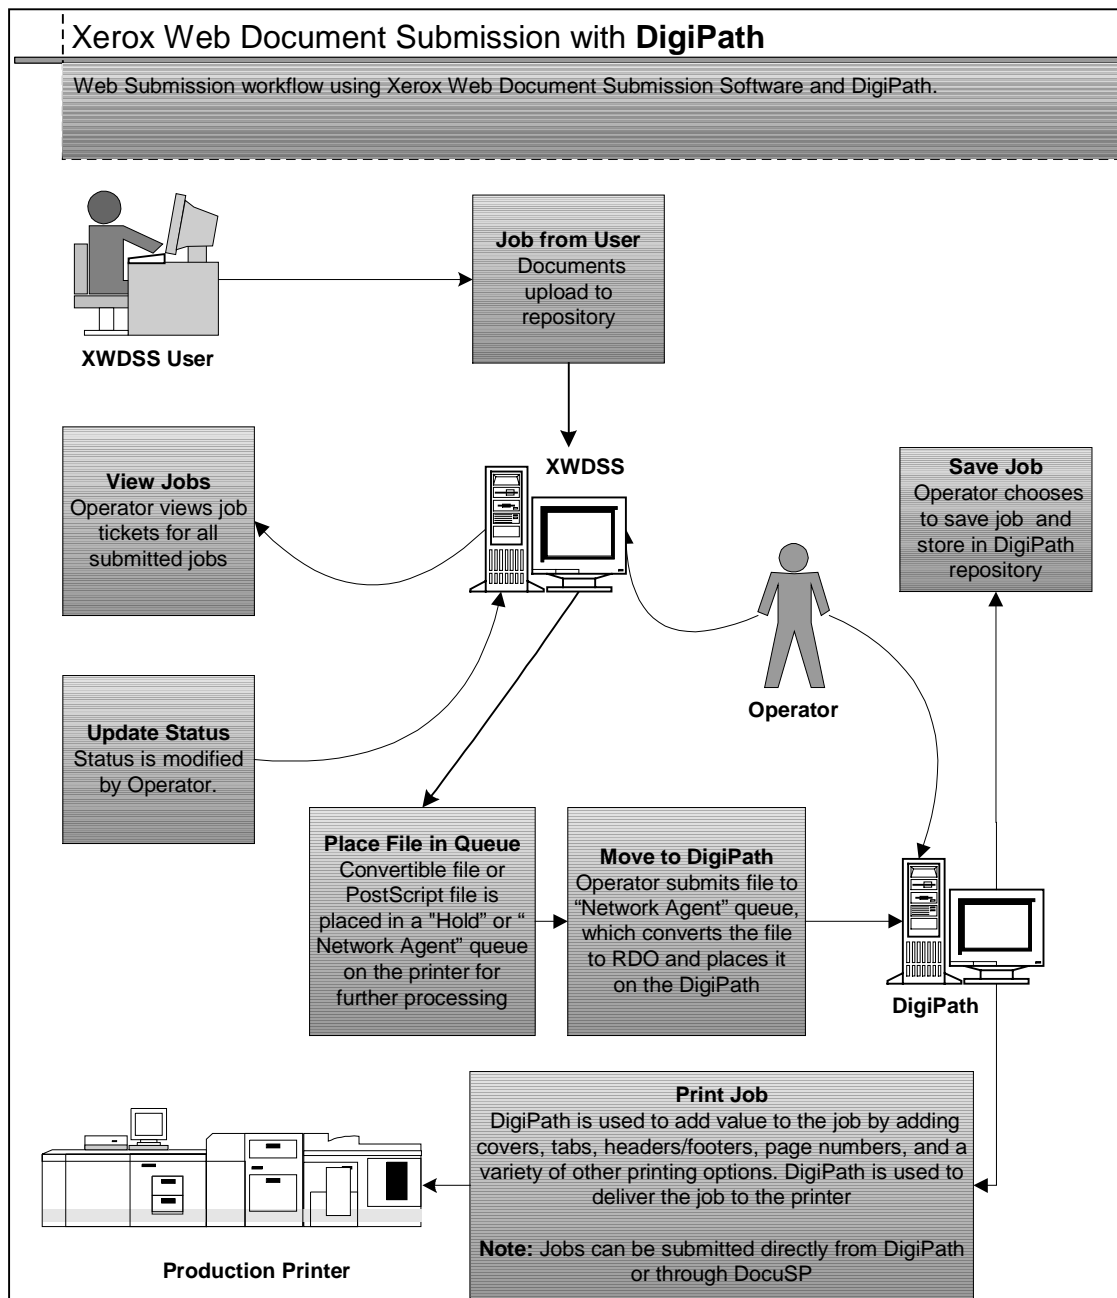 Xerox Web Document Submission with DigiPath
Web Submission workflow using Xerox Web Document Submission Software and DigiPath.
Job from User
Documents
upload to
repository
XWDSS User
XWDSS
View Jobs
Operator views job
tickets for all
submitted jobs
Save Job
Operator chooses
to save job and
store in DigiPath
repository
Operator
Update Status
Status is modified
by Operator.
Place File in Queue
Convertible file or
PostScript file is
placed in a "Hold” or “
Network Agent” queue
on the printer for
further processing
Move to DigiPath
Operator submits file to
“Network Agent” queue,
which converts the file
to RDO and places it
on the DigiPath
DigiPath
Print Job
DigiPath is used to add value to the job by adding
covers, tabs, headers/footers, page numbers, and a
variety of other printing options. DigiPath is used to
deliver the job to the printer
Note: Jobs can be submitted directly from DigiPath
or through DocuSP
Production Printer